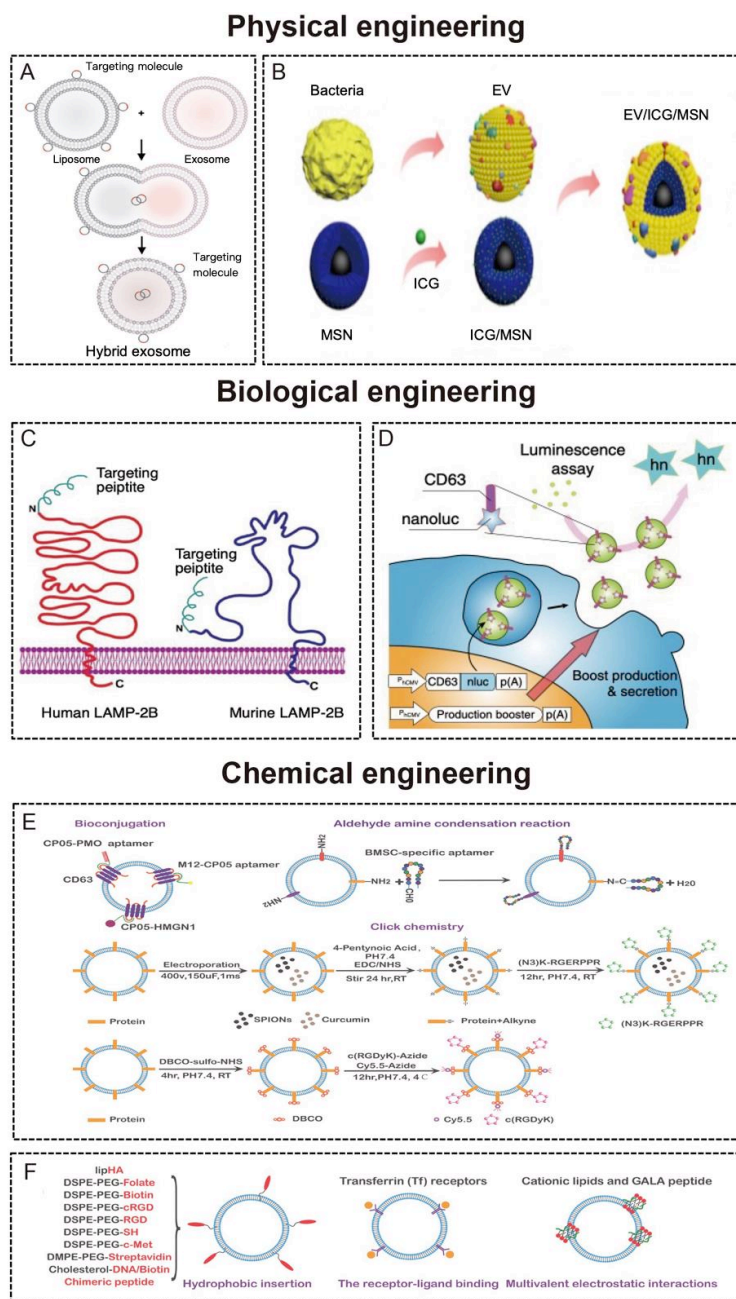 Physical engineering
A
Targeting molecule
+
Liposome
Exosome
Targeting
molecule
Hybrid exosome
B
Bacteria
EV
EV/ICG/MSN
ICG
MSN
ICG/MSN
Biological engineering
C
Targeting
peiptite
N
Targeting
peiptite
N
C
C
Human LAMP-2B
Murine LAMP-2B
D
Luminescence
assay
hn
hn
CD63
nanoluc
Boost production
& secretion
PhCMV
CD63
nluc
p(A)
PhCMV
Production booster
p(A)
Chemical engineering
E
Bioconjugation
Aldehyde amine condensation reaction
CP05-PMO aptamer
CD63
M12-CP05 aptamer
CP05-HMGN1
NH2
NH2
NH2
+
BMSC-specific aptamer
CHO
N-C
+ H20
Click chemistry
Electroporation
400v,150uF,1ms
4-Pentynoic Acid,
PH7.4
EDC/NHS
Stir 24 hr,RT
(N3)K-RGERPPR
12hr, PH7.4, RT
Protein
SPIONs
Curcumin
Protein+Alkyne
(N3)K-RGERPPR
DBCO-sulfo-NHS
4hr, PH7.4, RT
c(RGDyK)-Azide
Cy5.5-Azide
12hr,PH7.4, 4 C
Protein
DBCO
Cy5.5
c(RGDyK)
F
lipHA
DSPE-PEG-Folate
DSPE-PEG-Biotin
DSPE-PEG-cRGD
DSPE-PEG-RGD
DSPE-PEG-SH
DSPE-PEG-c-Met
DMPE-PEG-Streptavidin
Cholesterol-DNA/Biotin
Chimeric peptide
Hydrophobic insertion
Transferrin (Tf) receptors
The receptor-ligand binding
Cationic lipids and GALA peptide
Multivalent electrostatic interactions